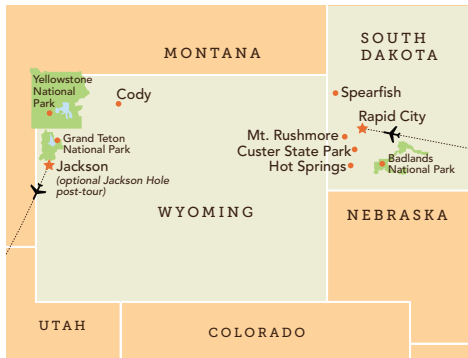 SOUTH
DAKOTA
MONTANA
Yellowstone
National
Park
Cody
Spearfish
Rapid City
Mt. Rushmore
Custer State Park
Hot Springs
Badlands
National Park
Grand Teton
National Park
Jackson
(optional Jackson Hole
post-tour)
WYOMING
NEBRASKA
UTAH
COLORADO